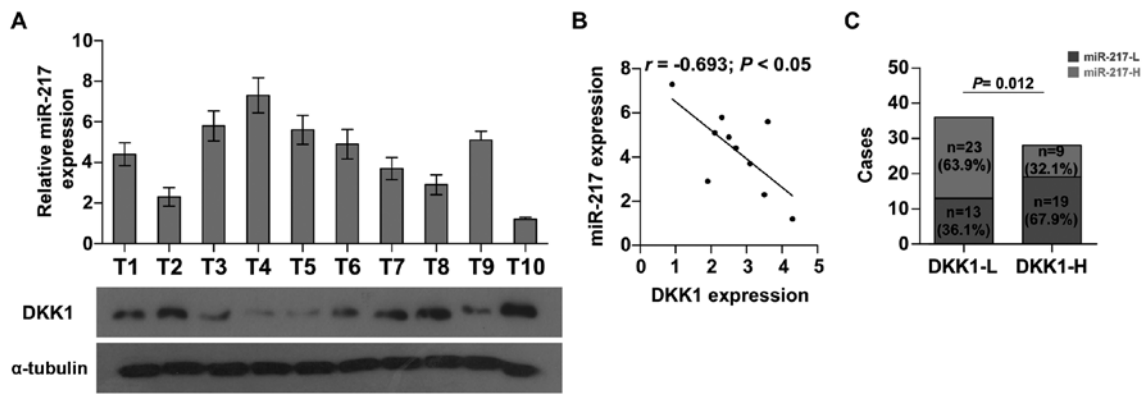 A
Relative miR-217
expression
10
8
6
4
2
0
T1 T2 T3 T4 T5 T6 T7 T8 T9 T10
DKK1
α-tubulin
B
r = -0.693; P < 0.05
miR-217 expression
8
6
4
2
0
0 1 2 3 4 5
DKK1 expression
C
miR-217-L
miR-217-H
P= 0.012
Cases
50
40
30
20
10
0
n=23
(63.9%)
n=13
(36.1%)
n=9
(32.1%)
n=19
(67.9%)
DKK1-L DKK1-H